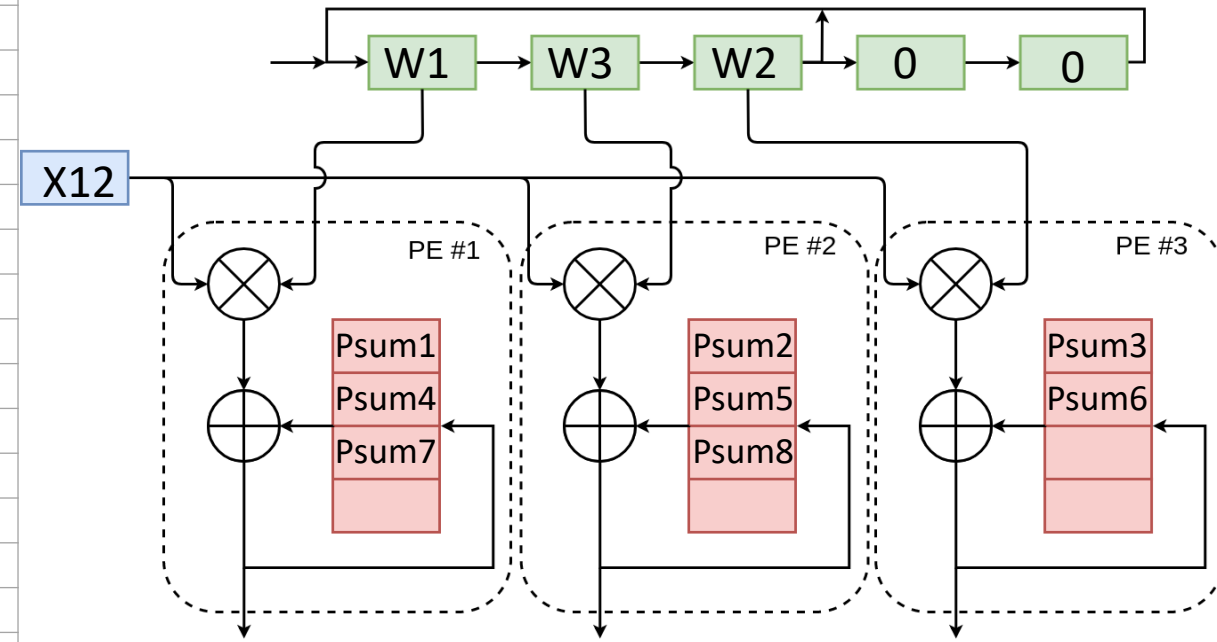 W1 W3 W2 0 0
X12
PE #1 PE #2 PE #3
Psum1 Psum2 Psum3
Psum4 Psum5 Psum6
Psum7 Psum8